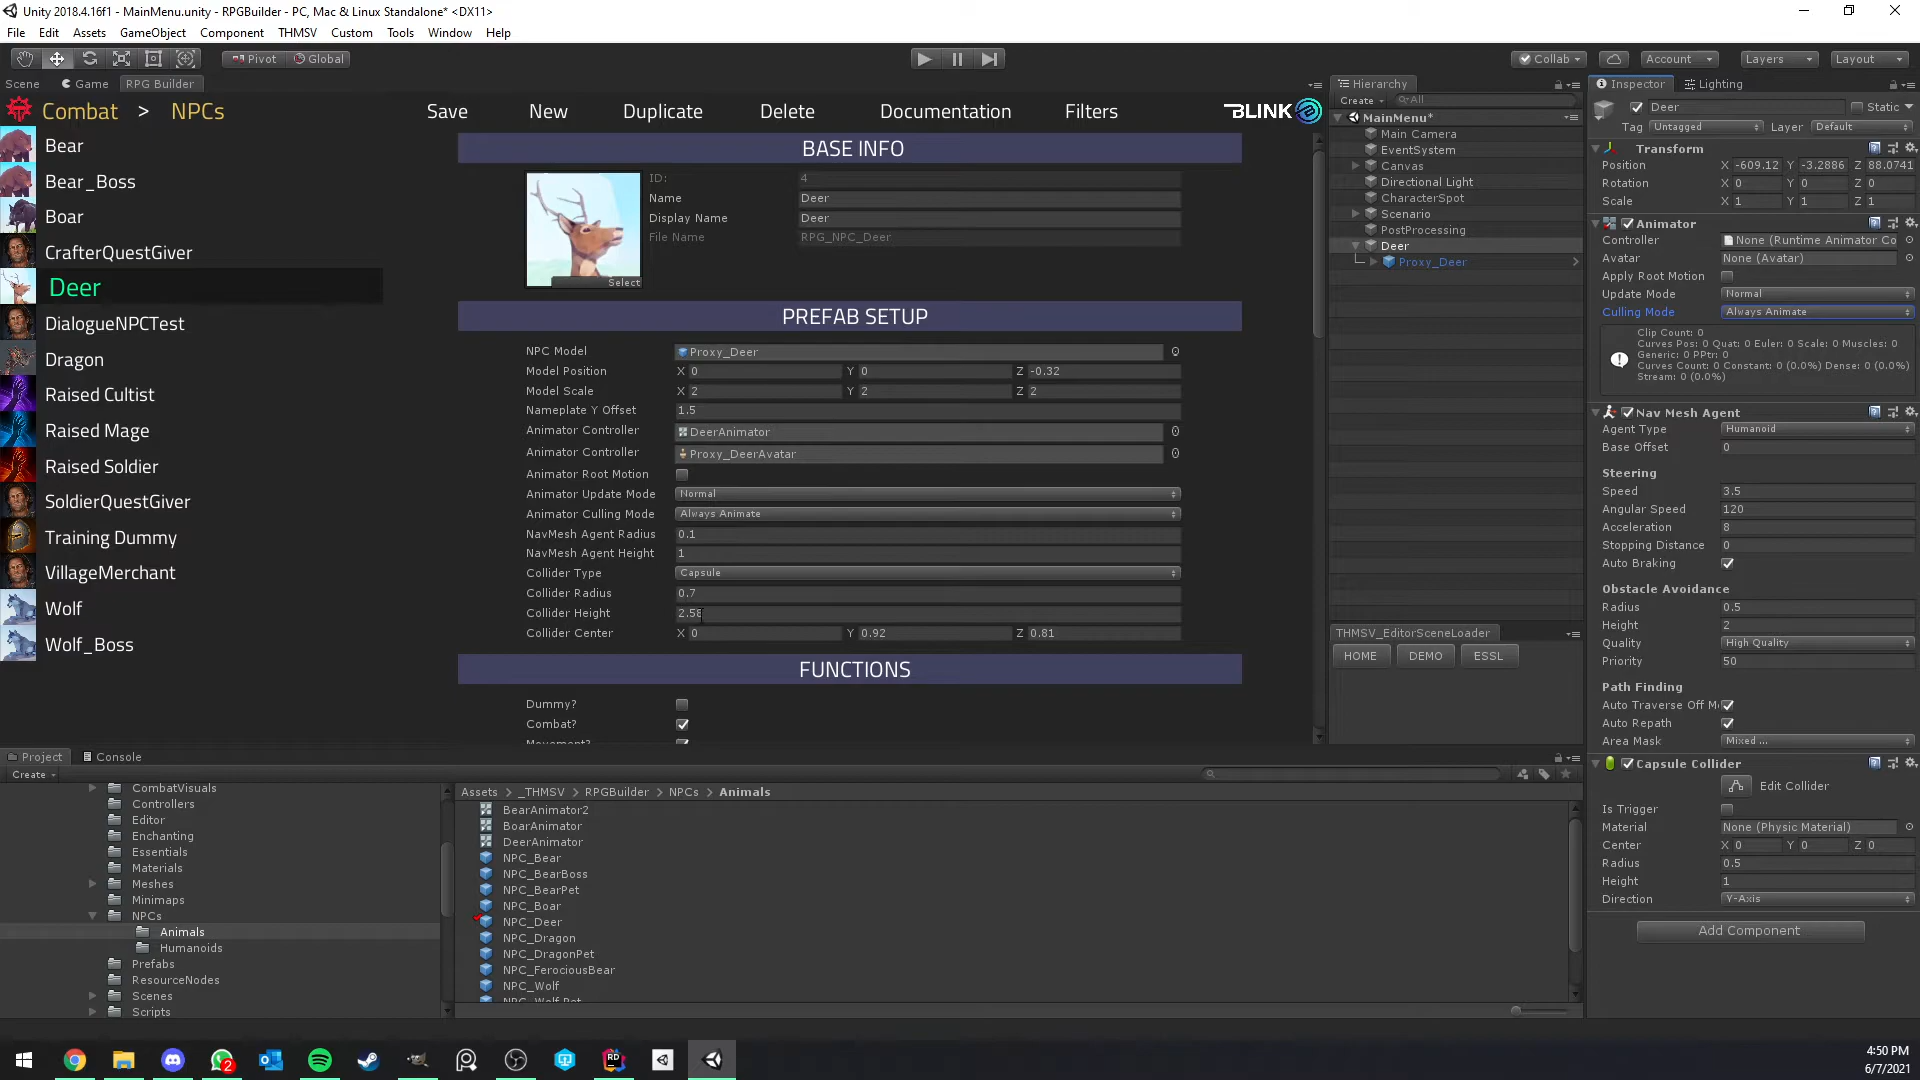 Unity 2018.4.16f1 - MainMenu.unity - RPGBuilder - PC, Mac & Linux Standalone* <DX11>
File Edit Assets GameObject Component THMSV Custom Tools Window Help
Pivot Global Collab Account Layers Layout
Scene Game RPG Builder
Combat > NPCs Save New Duplicate Delete Documentation Filters BLINK
Bear
Bear_Boss
Boar
CrafterQuestGiver
Deer
DialogueNPCTest
Dragon
Raised Cultist
Raised Mage
Raised Soldier
SoldierQuestGiver
Training Dummy
VillageMerchant
Wolf
Wolf_Boss
BASE INFO
Select
ID: 4
Name Deer
Display Name Deer
File Name RPG_NPC_Deer
PREFAB SETUP
NPC Model Proxy_Deer
Model Position X 0 Y 0 Z -0.32
Model Scale X 2 Y 2 Z 2
Nameplate Y Offset 1.5
Animator Controller DeerAnimator
Animator Controller Proxy_DeerAvatar
Animator Root Motion
Animator Update Mode Normal
Animator Culling Mode Always Animate
NavMesh Agent Radius 0.1
NavMesh Agent Height 1
Collider Type Capsule
Collider Radius 0.7
Collider Height 2.58
Collider Center X 0 Y 0.92 Z 0.81
FUNCTIONS
Dummy?
Combat?
Movement?
Hierarchy
Create All
MainMenu*
Main Camera
EventSystem
Canvas
Directional Light
CharacterSpot
Scenario
PostProcessing
Deer
Proxy_Deer
THMSV_EditorSceneLoader
HOME DEMO ESSL
Inspector Lighting
Deer Static
Tag Untagged Layer Default
Transform
Position X -609.12 Y -3.2886 Z 88.0741
Rotation X 0 Y 0 Z 0
Scale X 1 Y 1 Z 1
Animator
Controller None (Runtime Animator Co
Avatar None (Avatar)
Apply Root Motion
Update Mode Normal
Culling Mode Always Animate
Clip Count: 0
Curves Pos: 0 Quat: 0 Euler: 0 Scale: 0 Muscles: 0
Generic: 0 PPtr: 0
Curves Count: 0 Constant: 0 (0.0%) Dense: 0 (0.0%)
Stream: 0 (0.0%)
Nav Mesh Agent
Agent Type Humanoid
Base Offset 0
Steering
Speed 3.5
Angular Speed 120
Acceleration 8
Stopping Distance 0
Auto Braking
Obstacle Avoidance
Radius 0.5
Height 2
Quality High Quality
Priority 50
Path Finding
Auto Traverse Off M
Auto Repath
Area Mask Mixed ...
Capsule Collider
Edit Collider
Is Trigger
Material None (Physic Material)
Center X 0 Y 0 Z 0
Radius 0.5
Height 1
Direction Y-Axis
Add Component
Project Console
Create
CombatVisuals
Controllers
Editor
Enchanting
Essentials
Materials
Meshes
Minimaps
NPCs
Animals
Humanoids
Prefabs
ResourceNodes
Scenes
Scripts
Assets > _THMSV > RPGBuilder > NPCs > Animals
BearAnimator2
BoarAnimator
DeerAnimator
NPC_Bear
NPC_BearBoss
NPC_BearPet
NPC_Boar
NPC_Deer
NPC_Dragon
NPC_DragonPet
NPC_FerociousBear
NPC_Wolf
NPC_Wolf Pet
2
RD
4:50 PM
6/7/2021